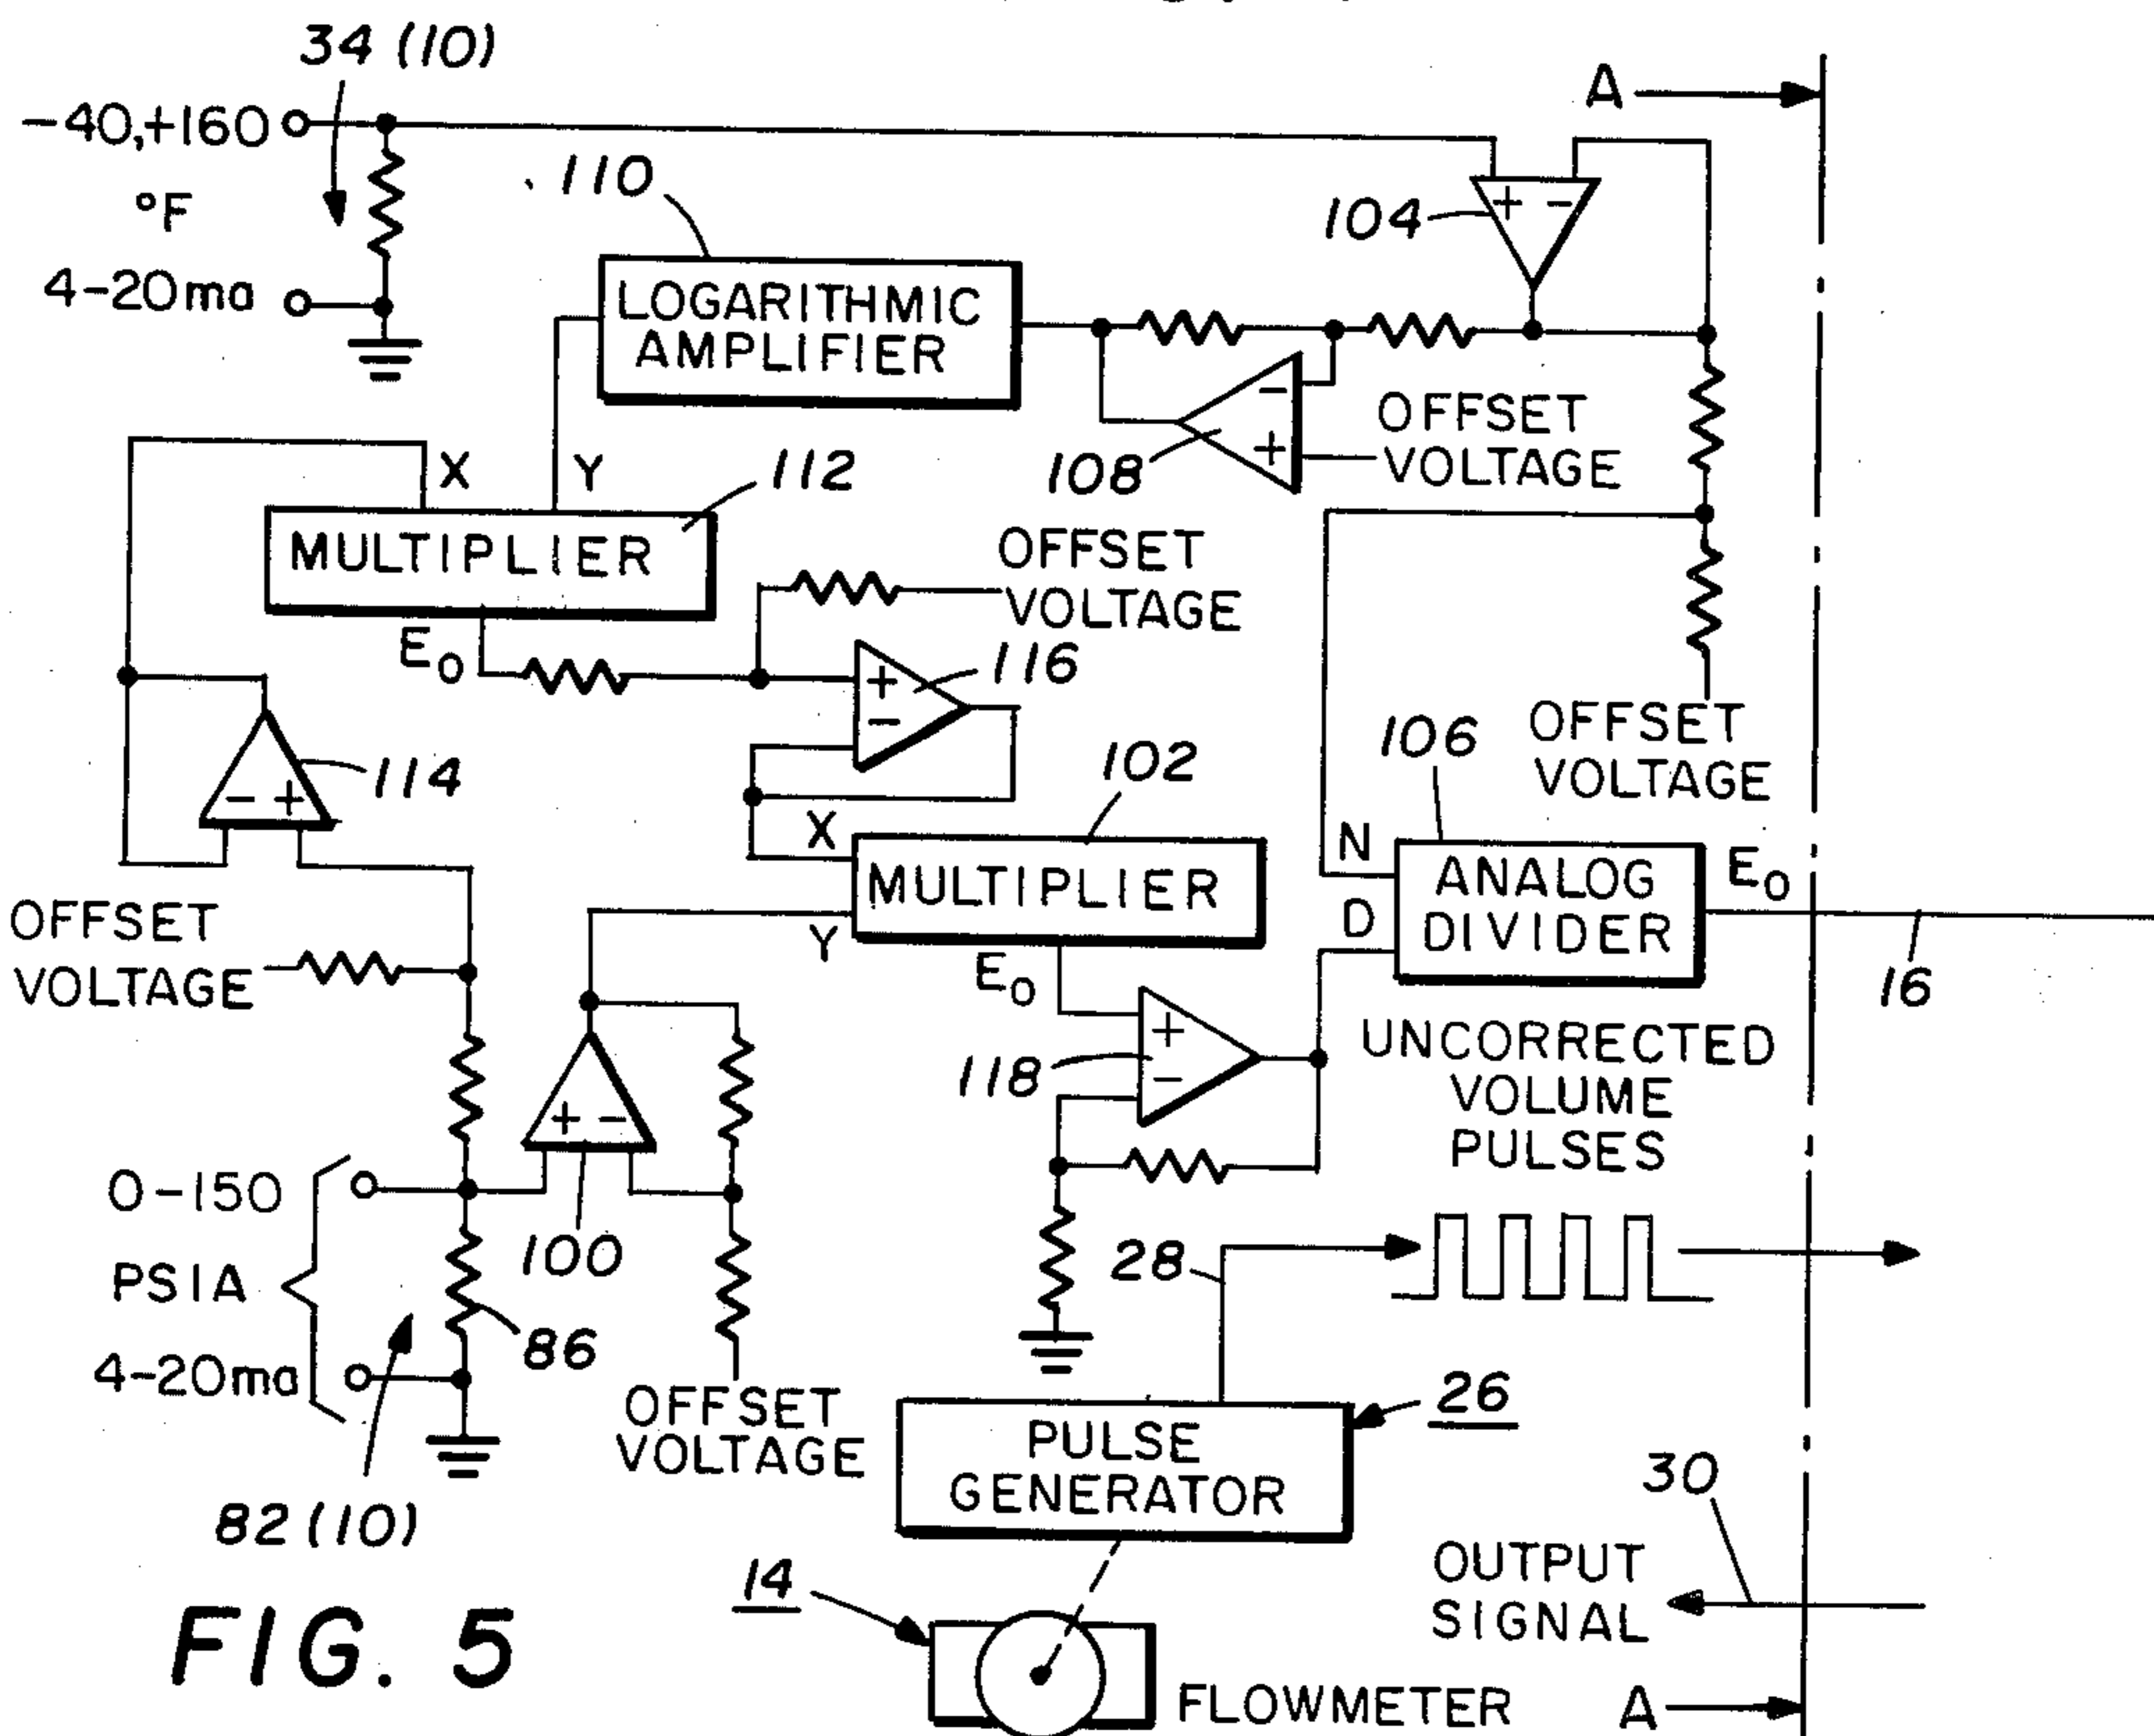 34 (10)
A
-40,+160
°F
4-20ma
110
104
LOGARITHMIC
AMPLIFIER
+ -
-
+
108
OFFSET
VOLTAGE
X Y
112
MULTIPLIER
E0
OFFSET
VOLTAGE
116
+
-
114
- +
OFFSET
VOLTAGE
106
102
X
MULTIPLIER
Y
E0
N
D
ANALOG
DIVIDER
E0
16
OFFSET
VOLTAGE
118
+
-
UNCORRECTED
VOLUME
PULSES
0-150
PSIA
4-20ma
+ -
100
86
82 (10)
OFFSET
VOLTAGE
28
26
PULSE
GENERATOR
30
OUTPUT
SIGNAL
14
FLOWMETER
A
FIG. 5